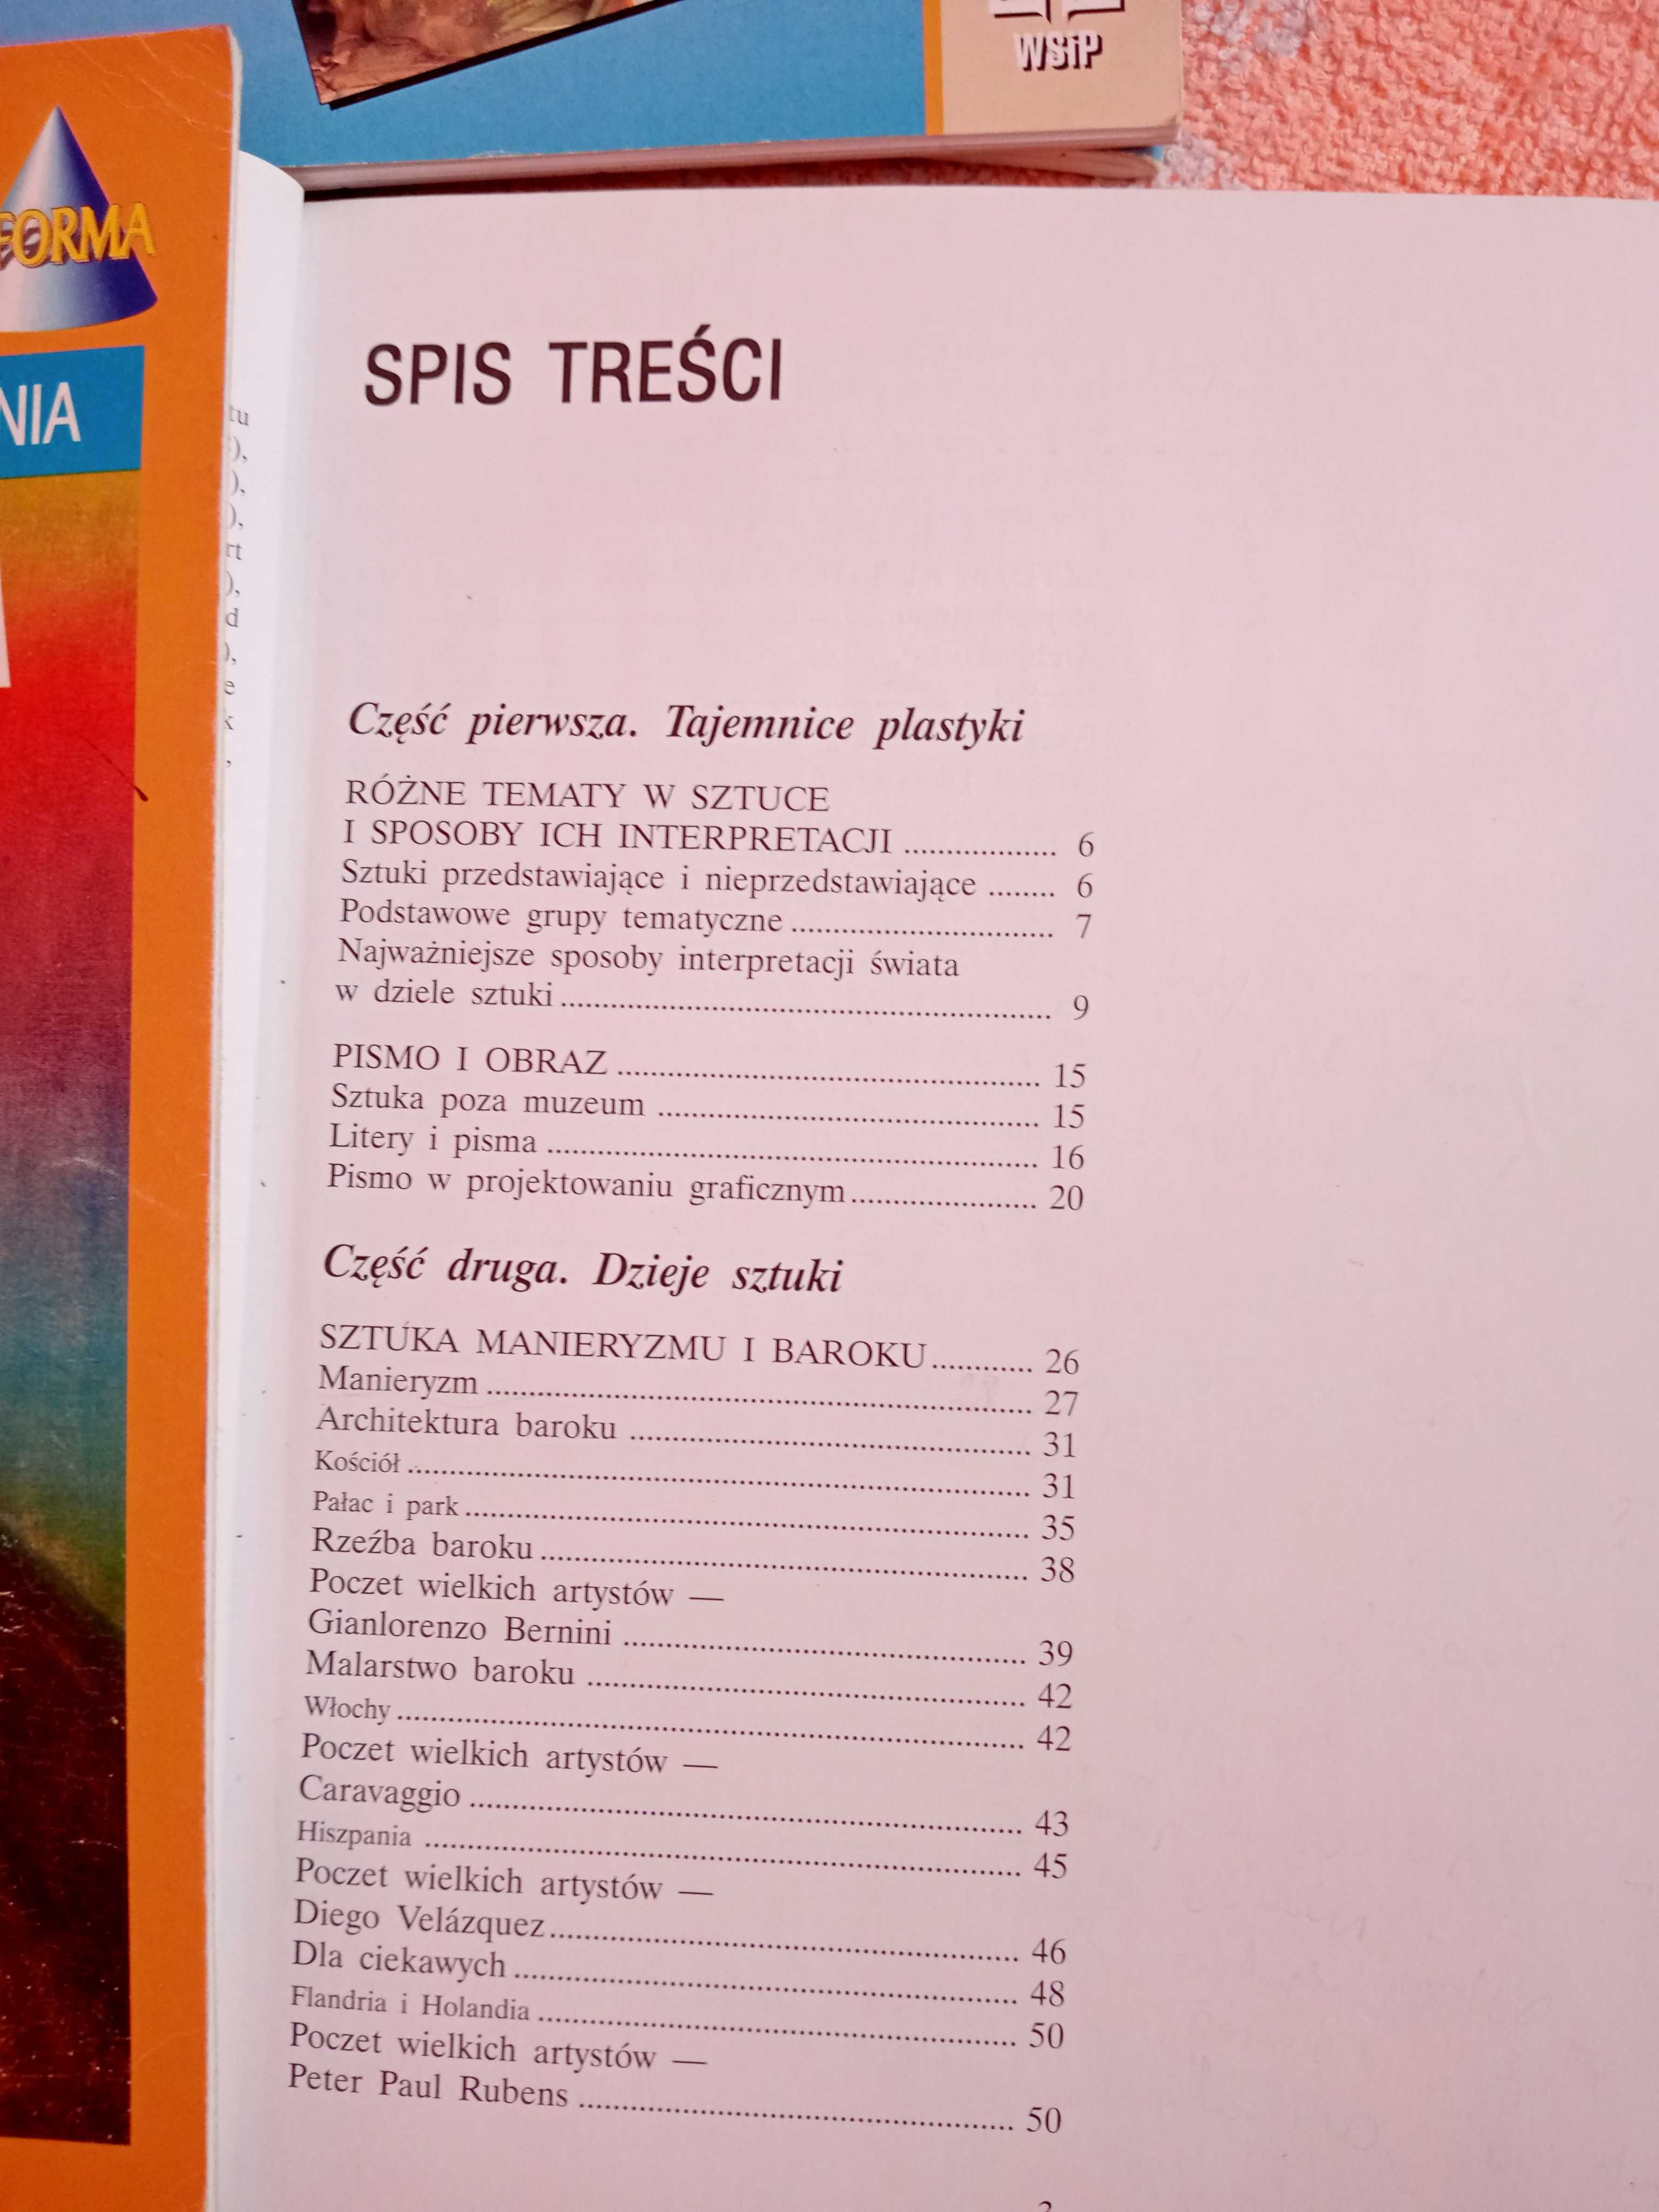 WSiP
FORMA
NIA
tu
rt
d
e
k
SPIS TREŚCI
Część pierwsza. Tajemnice plastyki
RÓŻNE TEMATY W SZTUCE
I SPOSOBY ICH INTERPRETACJI .................. 6
Sztuki przedstawiające i nieprzedstawiające ........ 6
Podstawowe grupy tematyczne ............................... 7
Najważniejsze sposoby interpretacji świata
w dziele sztuki .......................................................... 9
PISMO I OBRAZ .................................................. 15
Sztuka poza muzeum ............................................. 15
Litery i pisma .......................................................... 16
Pismo w projektowaniu graficznym ...................... 20
Część druga. Dzieje sztuki
SZTUKA MANIERYZMU I BAROKU ............ 26
Manieryzm ................................................................ 27
Architektura baroku ............................................... 31
Kościół ......................................................................... 31
Pałac i park .................................................................. 35
Rzeźba baroku ......................................................... 38
Poczet wielkich artystów —
Gianlorenzo Bernini ............................................... 39
Malarstwo baroku .................................................... 42
Włochy ......................................................................... 42
Poczet wielkich artystów —
Caravaggio ................................................................. 43
Hiszpania ...................................................................... 45
Poczet wielkich artystów —
Diego Velázquez ....................................................... 46
Dla ciekawych ........................................................... 48
Flandria i Holandia ........................................................ 50
Poczet wielkich artystów —
Peter Paul Rubens .................................................... 50